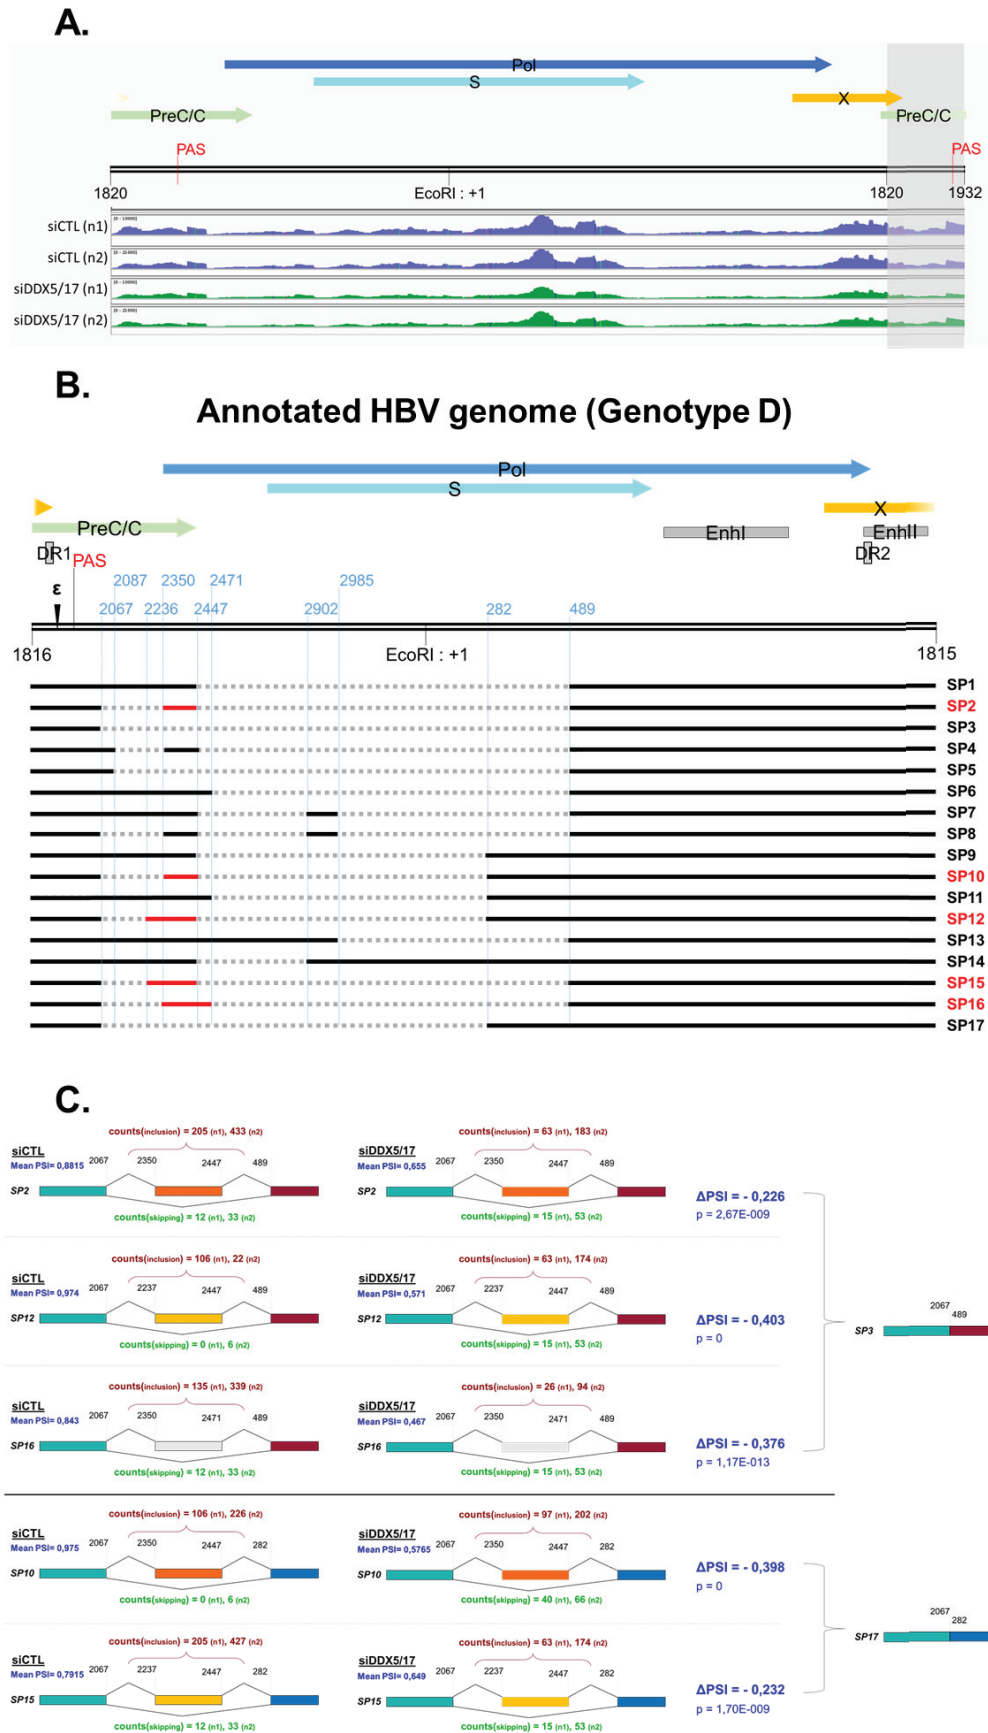 A.
Pol
S
X
PreC/C
PreC/C
PAS
PAS
1820
EcoRI : +1
1820
1932
siCTL (n1)
[0 - 19000]
siCTL (n2)
[0 - 21000]
siDDX5/17 (n1)
[0 - 19000]
siDDX5/17 (n2)
[0 - 21000]
B.
Annotated HBV genome (Genotype D)
Pol
S
X
PreC/C
EnhI
EnhII
DR1
DR2
PAS
2087 2350 2471 2985
ε
2067 2236 2447 2902 282 489
1816
EcoRI : +1
1815
SP1
SP2
SP3
SP4
SP5
SP6
SP7
SP8
SP9
SP10
SP11
SP12
SP13
SP14
SP15
SP16
SP17
C.
counts(inclusion) = 205 (n1), 433 (n2)
siCTL
Mean PSI= 0,8815
2067 2350 2447 489
SP2
counts(skipping) = 12 (n1), 33 (n2)
counts(inclusion) = 63 (n1), 183 (n2)
siDDX5/17
Mean PSI= 0,655
2067 2350 2447 489
SP2
counts(skipping) = 15 (n1), 53 (n2)
ΔPSI = - 0,226
p = 2,67E-009
counts(inclusion) = 106 (n1), 22 (n2)
siCTL
Mean PSI= 0,974
2067 2237 2447 489
SP12
counts(skipping) = 0 (n1), 6 (n2)
counts(inclusion) = 63 (n1), 174 (n2)
siDDX5/17
Mean PSI= 0,571
2067 2237 2447 489
SP12
counts(skipping) = 15 (n1), 53 (n2)
ΔPSI = - 0,403
p = 0
2067
489
SP3
counts(inclusion) = 135 (n1), 339 (n2)
siCTL
Mean PSI= 0,843
2067 2350 2471 489
SP16
counts(skipping) = 12 (n1), 33 (n2)
counts(inclusion) = 26 (n1), 94 (n2)
siDDX5/17
Mean PSI= 0,467
2067 2350 2471 489
SP16
counts(skipping) = 15 (n1), 53 (n2)
ΔPSI = - 0,376
p = 1,17E-013
counts(inclusion) = 106 (n1), 226 (n2)
siCTL
Mean PSI= 0,975
2067 2350 2447 282
SP10
counts(skipping) = 0 (n1), 6 (n2)
counts(inclusion) = 97 (n1), 202 (n2)
siDDX5/17
Mean PSI= 0,5765
2067 2350 2447 282
SP10
counts(skipping) = 40 (n1), 66 (n2)
ΔPSI = - 0,398
p = 0
2067
282
SP17
counts(inclusion) = 205 (n1), 427 (n2)
siCTL
Mean PSI= 0,7915
2067 2237 2447 282
SP15
counts(skipping) = 12 (n1), 33 (n2)
counts(inclusion) = 63 (n1), 174 (n2)
siDDX5/17
Mean PSI= 0,649
2067 2237 2447 282
SP15
counts(skipping) = 15 (n1), 53 (n2)
ΔPSI = - 0,232
p = 1,70E-009